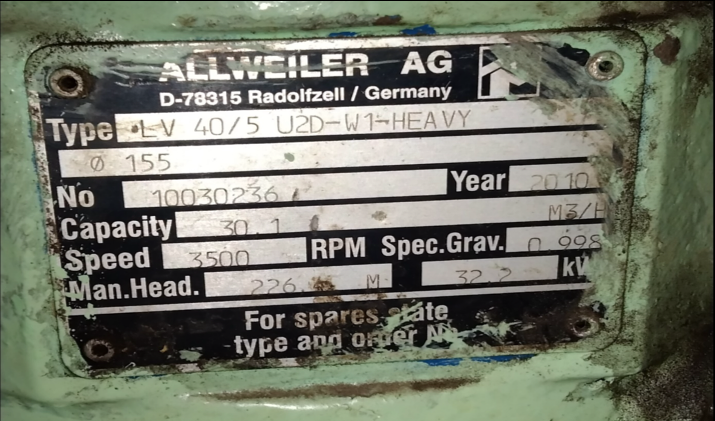 ALLWEILER AG
D-78315 Radolfzell / Germany
Type LV 40/5 U2D-W1-HEAVY
Ø 155
No 10030236 Year 2010
Capacity 30.1 M3/H
Speed 3500 RPM Spec.Grav. 0.998
Man.Head. 226. M 32.2 kW
For spares state
type and order No